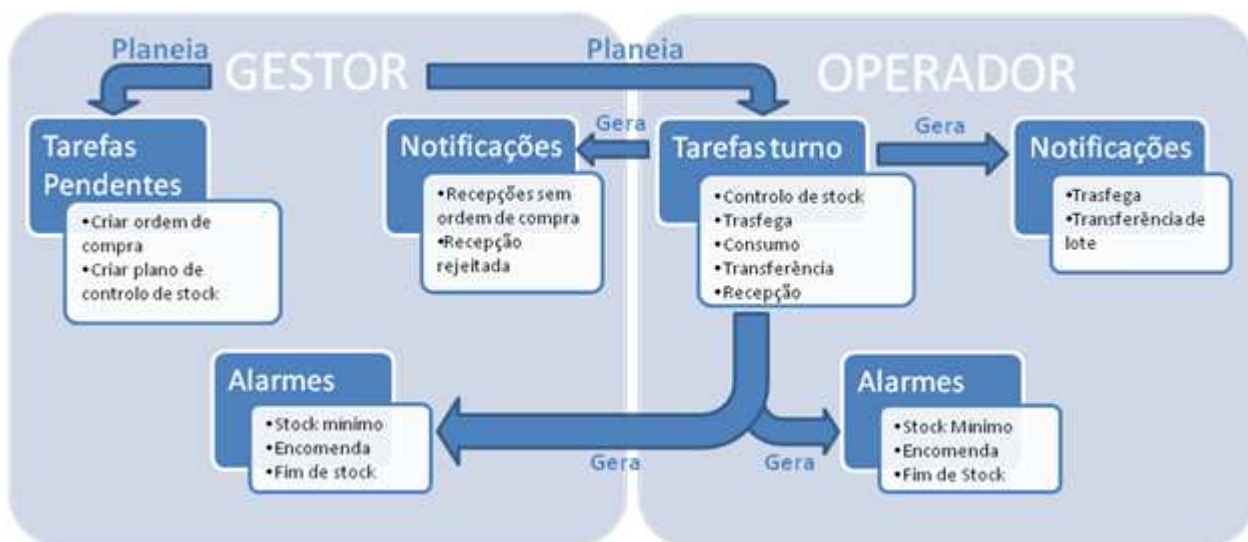 Planeia
Planeia
GESTOR
OPERADOR
Tarefas
Pendentes
•Criar ordem de
compra
•Criar plano de
controlo de stock
Gera
Notificações
•Recepções sem
ordem de compra
•Recepção
rejeitada
Tarefas turno
•Controlo de stock
•Trasfega
•Consumo
•Transferência
•Recepção
Gera
Notificações
•Trasfega
•Transferência de
lote
Alarmes
•Stock mínimo
•Encomenda
•Fim de stock
Gera
Gera
Alarmes
•Stock Mínimo
•Encomenda
•Fim de Stock